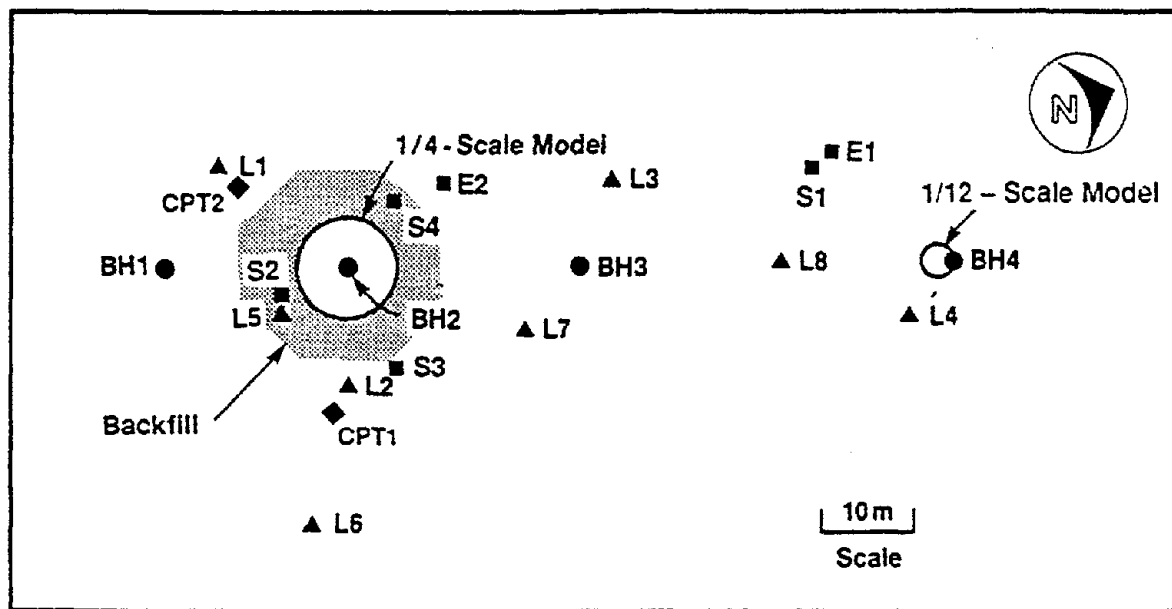 1/4 - Scale Model
N
L1
E2
L3
E1
S1
CPT2
1/12 – Scale Model
S4
BH1
S2
BH3
L8
BH4
L5
BH2
L7
L4
S3
L2
Backfill
CPT1
L6
10 m
Scale